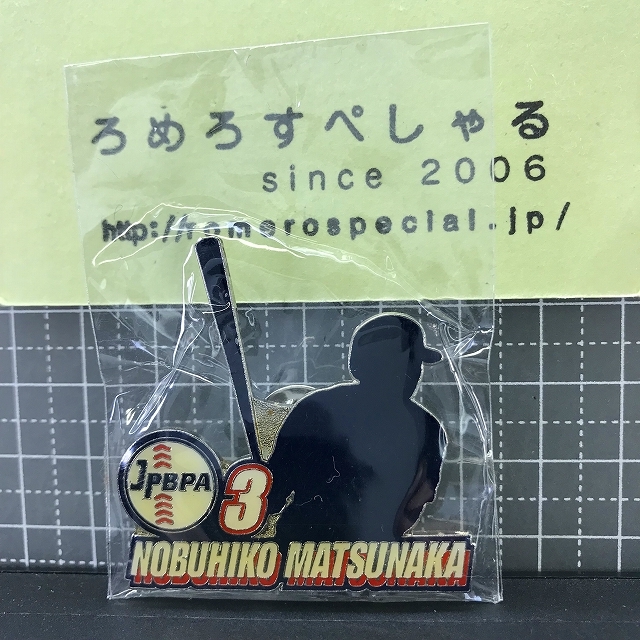 ろめろすぺしゃる
since 2006
http://romerospecial.jp/
JPBPA
3
NOBUHIKO MATSUNAKA